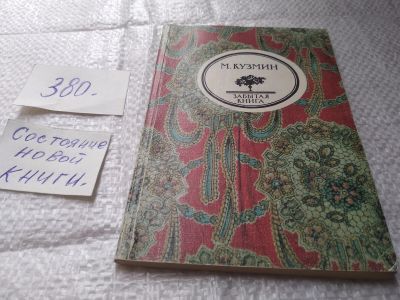 380.
Состояние
новой
книги.
М. КУЗМИН
ЗАБЫТАЯ
КНИГА